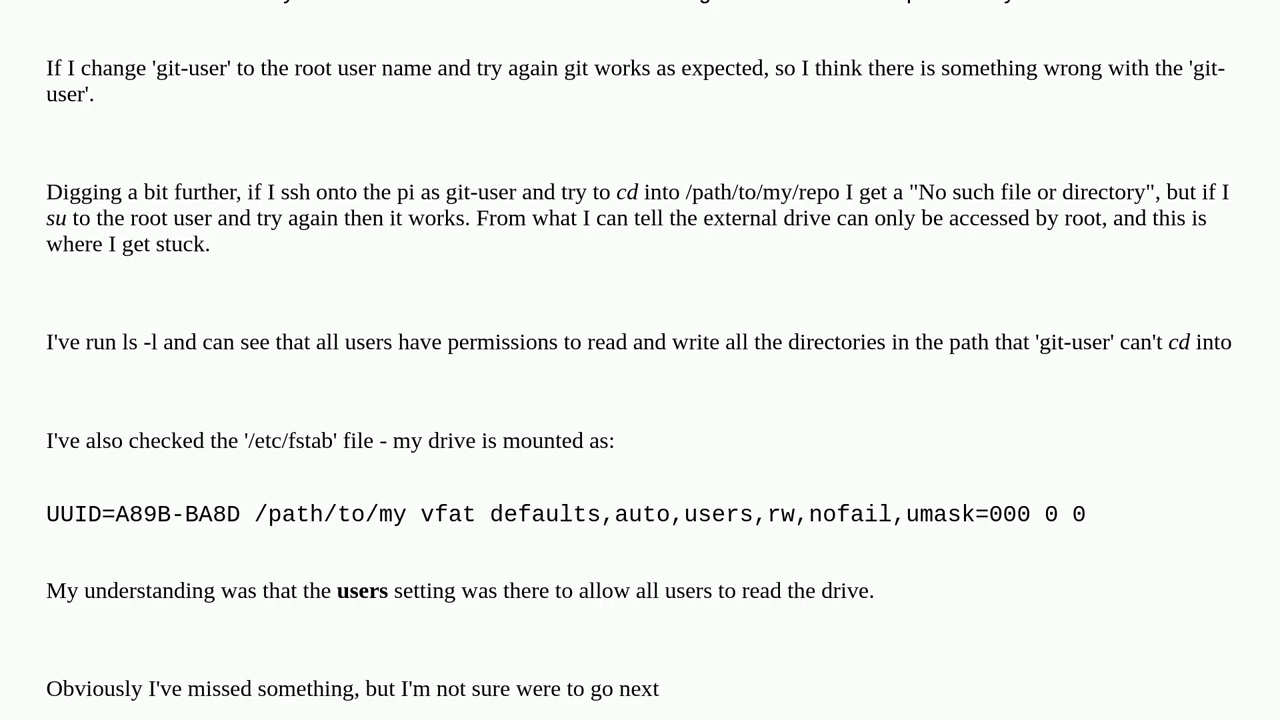 If I change 'git-user' to the root user name and try again git works as expected, so I think there is something wrong with the 'git-
user'.
Digging a bit further, if I ssh onto the pi as git-user and try to cd into /path/to/my/repo I get a "No such file or directory", but if I
su to the root user and try again then it works. From what I can tell the external drive can only be accessed by root, and this is
where I get stuck.
I've run ls -l and can see that all users have permissions to read and write all the directories in the path that 'git-user' can't cd into
I've also checked the '/etc/fstab' file - my drive is mounted as:
UUID=A89B-BA8D /path/to/my vfat defaults,auto,users,rw,nofail,umask=000 0 0
My understanding was that the users setting was there to allow all users to read the drive.
Obviously I've missed something, but I'm not sure were to go next